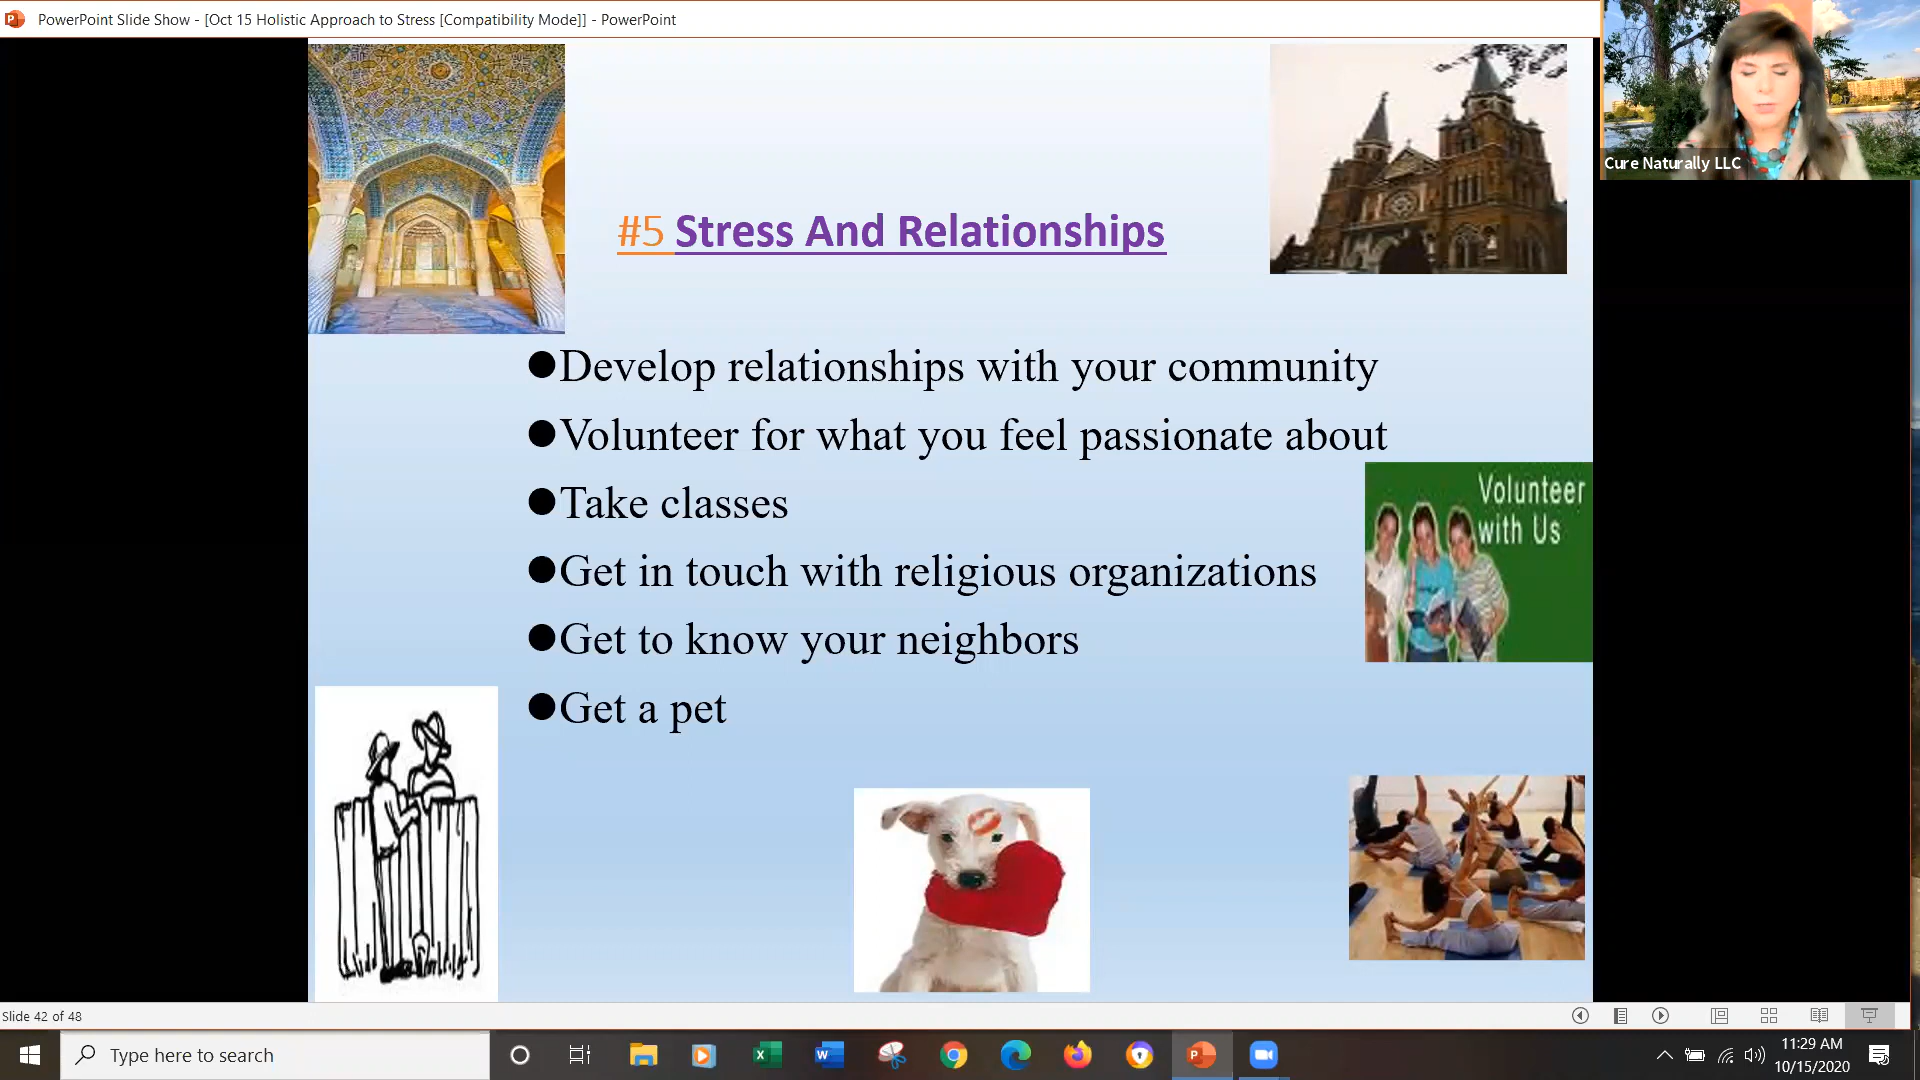 PowerPoint Slide Show - [Oct 15 Holistic Approach to Stress [Compatibility Mode]] - PowerPoint
Cure Naturally LLC
#5 Stress And Relationships
●Develop relationships with your community
●Volunteer for what you feel passionate about
●Take classes
●Get in touch with religious organizations
●Get to know your neighbors
●Get a pet
Volunteer
with Us
Slide 42 of 48
Type here to search
11:29 AM
10/15/2020